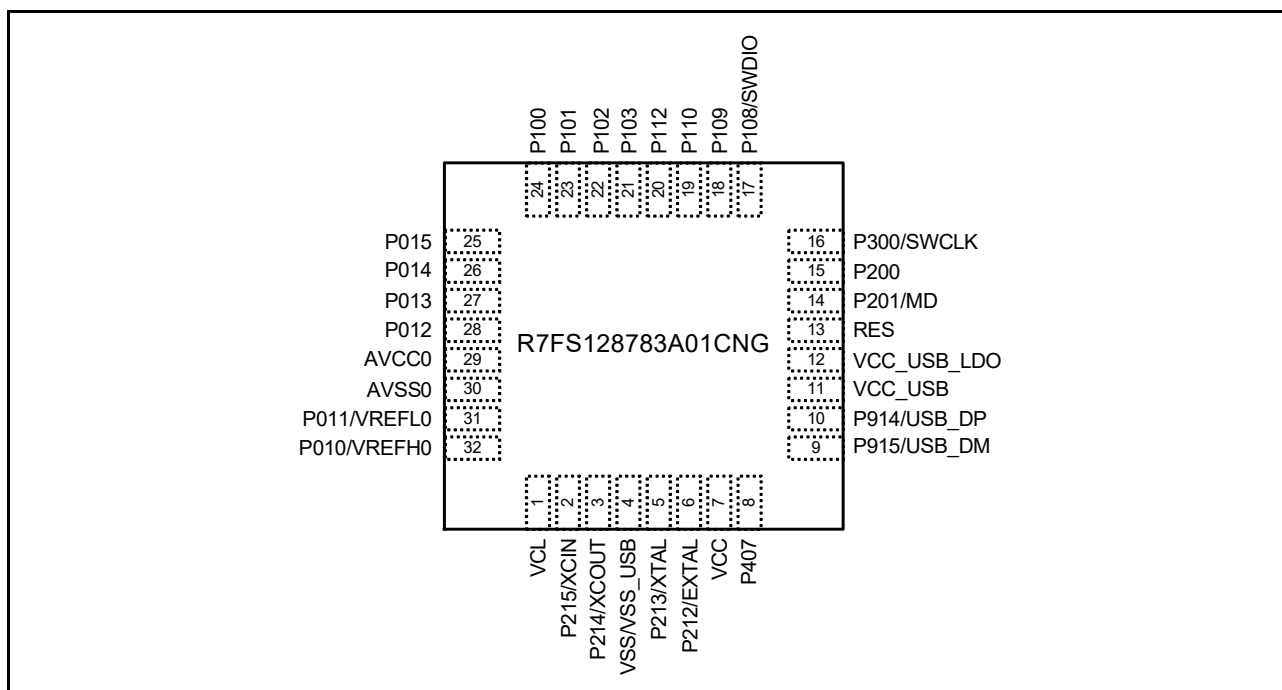 P100
P101
P102
P103
P112
P110
P109
P108/SWDIO
24
23
22
21
20
19
18
17
P015 25
P014 26
P013 27
P012 28
AVCC0 29
AVSS0 30
P011/VREFL0 31
P010/VREFH0 32
R7FS128783A01CNG
16 P300/SWCLK
15 P200
14 P201/MD
13 RES
12 VCC_USB_LDO
11 VCC_USB
10 P914/USB_DP
9 P915/USB_DM
1
2
3
4
5
6
7
8
VCL
P215/XCIN
P214/XCOUT
VSS/VSS_USB
P213/XTAL
P212/EXTAL
VCC
P407